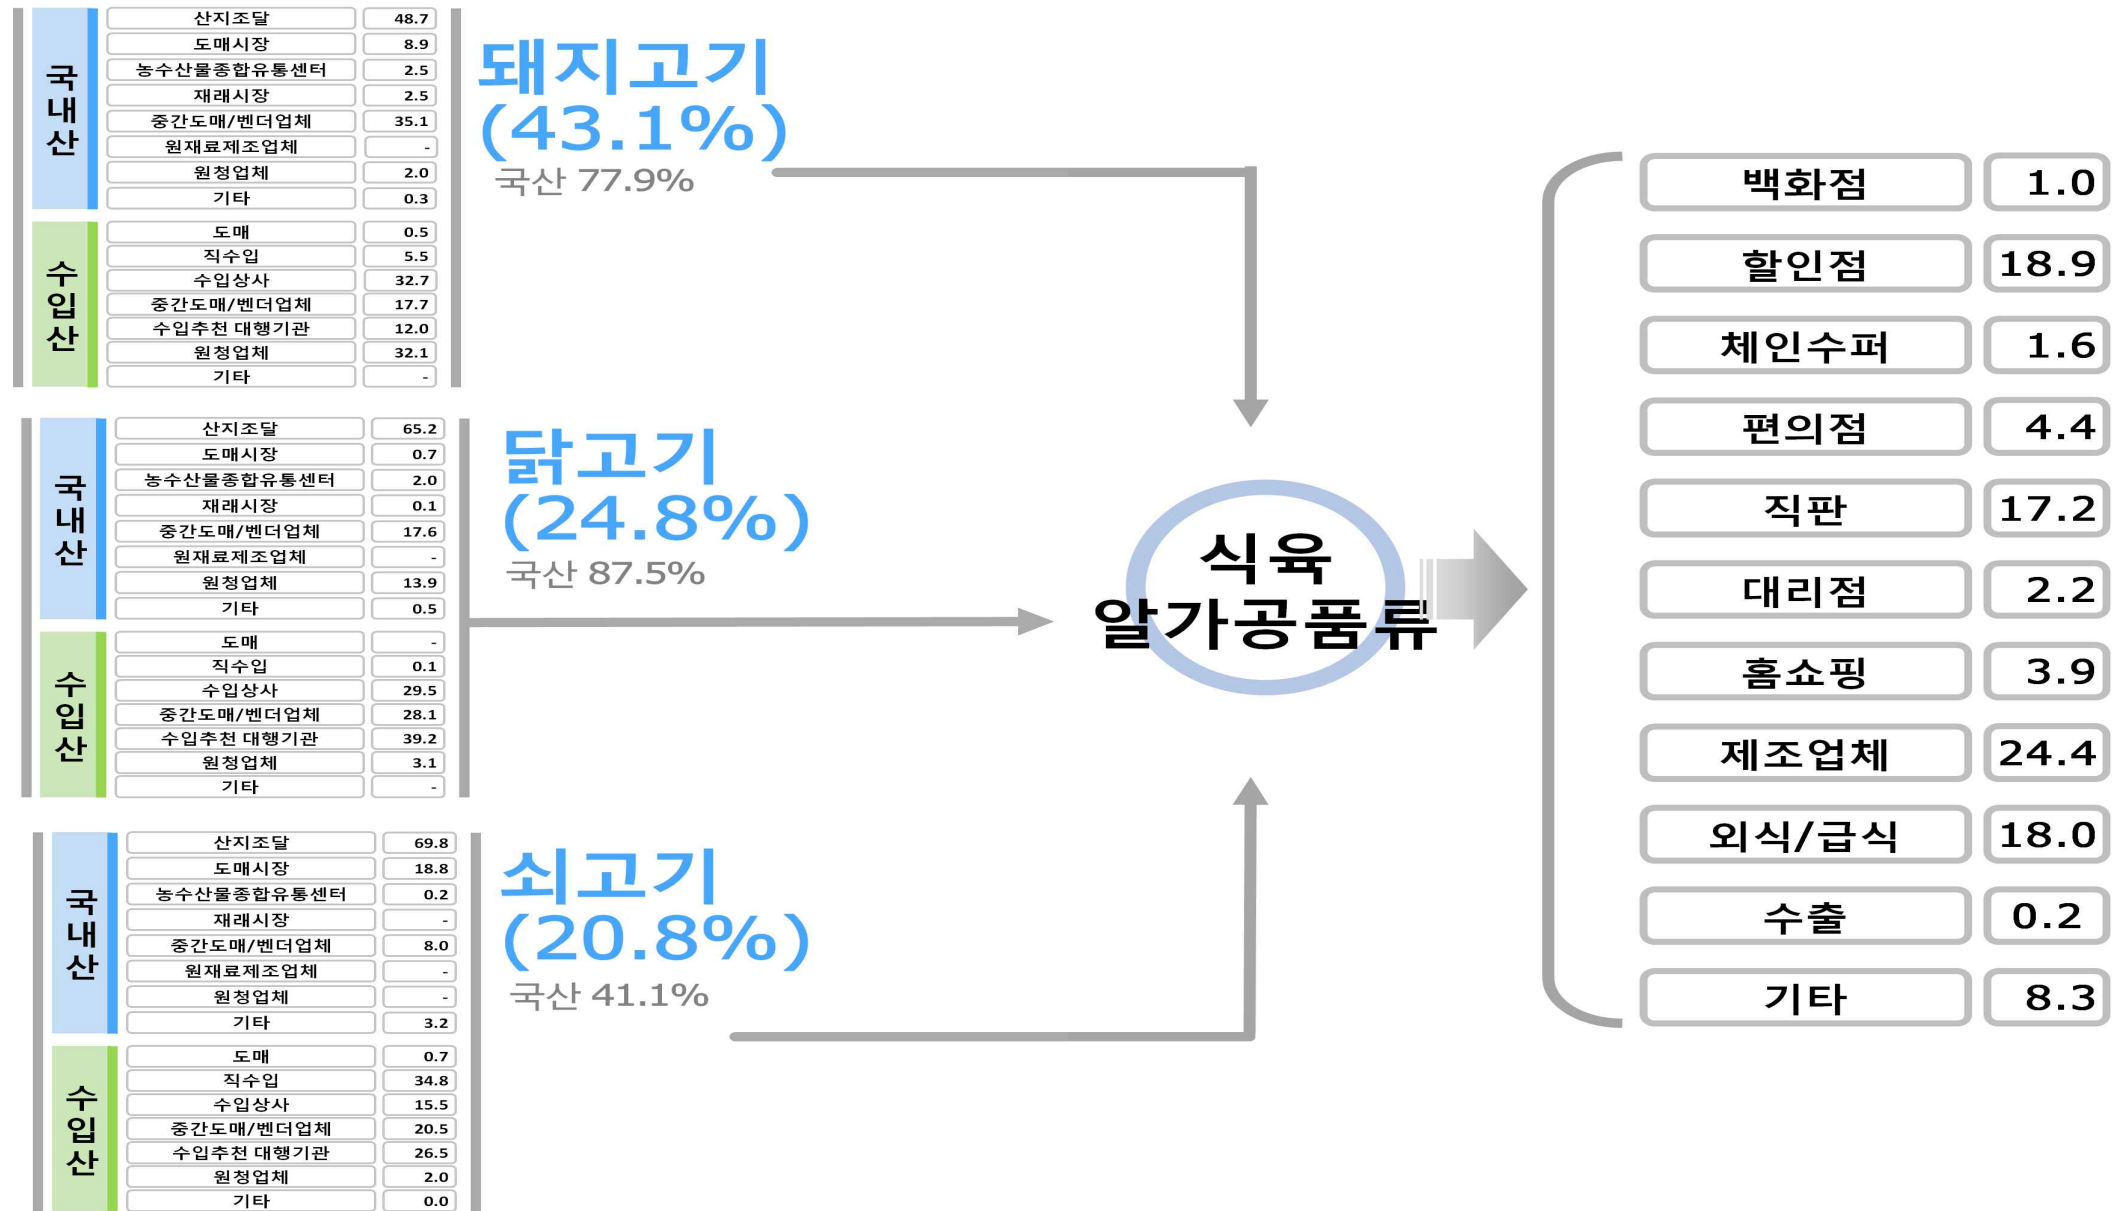 국내산
산지조달 48.7
도매시장 8.9
농수산물종합유통센터 2.5
재래시장 2.5
중간도매/벤더업체 35.1
원재료제조업체 -
원청업체 2.0
기타 0.3
수입산
도매 0.5
직수입 5.5
수입상사 32.7
중간도매/벤더업체 17.7
수입추천 대행기관 12.0
원청업체 32.1
기타 -
돼지고기
(43.1%)
국산 77.9%
국내산
산지조달 65.2
도매시장 0.7
농수산물종합유통센터 2.0
재래시장 0.1
중간도매/벤더업체 17.6
원재료제조업체 -
원청업체 13.9
기타 0.5
수입산
도매 -
직수입 0.1
수입상사 29.5
중간도매/벤더업체 28.1
수입추천 대행기관 39.2
원청업체 3.1
기타 -
닭고기
(24.8%)
국산 87.5%
국내산
산지조달 69.8
도매시장 18.8
농수산물종합유통센터 0.2
재래시장 -
중간도매/벤더업체 8.0
원재료제조업체 -
원청업체 -
기타 3.2
수입산
도매 0.7
직수입 34.8
수입상사 15.5
중간도매/벤더업체 20.5
수입추천 대행기관 26.5
원청업체 2.0
기타 0.0
쇠고기
(20.8%)
국산 41.1%
식육
알가공품류
백화점 1.0
할인점 18.9
체인수퍼 1.6
편의점 4.4
직판 17.2
대리점 2.2
홈쇼핑 3.9
제조업체 24.4
외식/급식 18.0
수출 0.2
기타 8.3